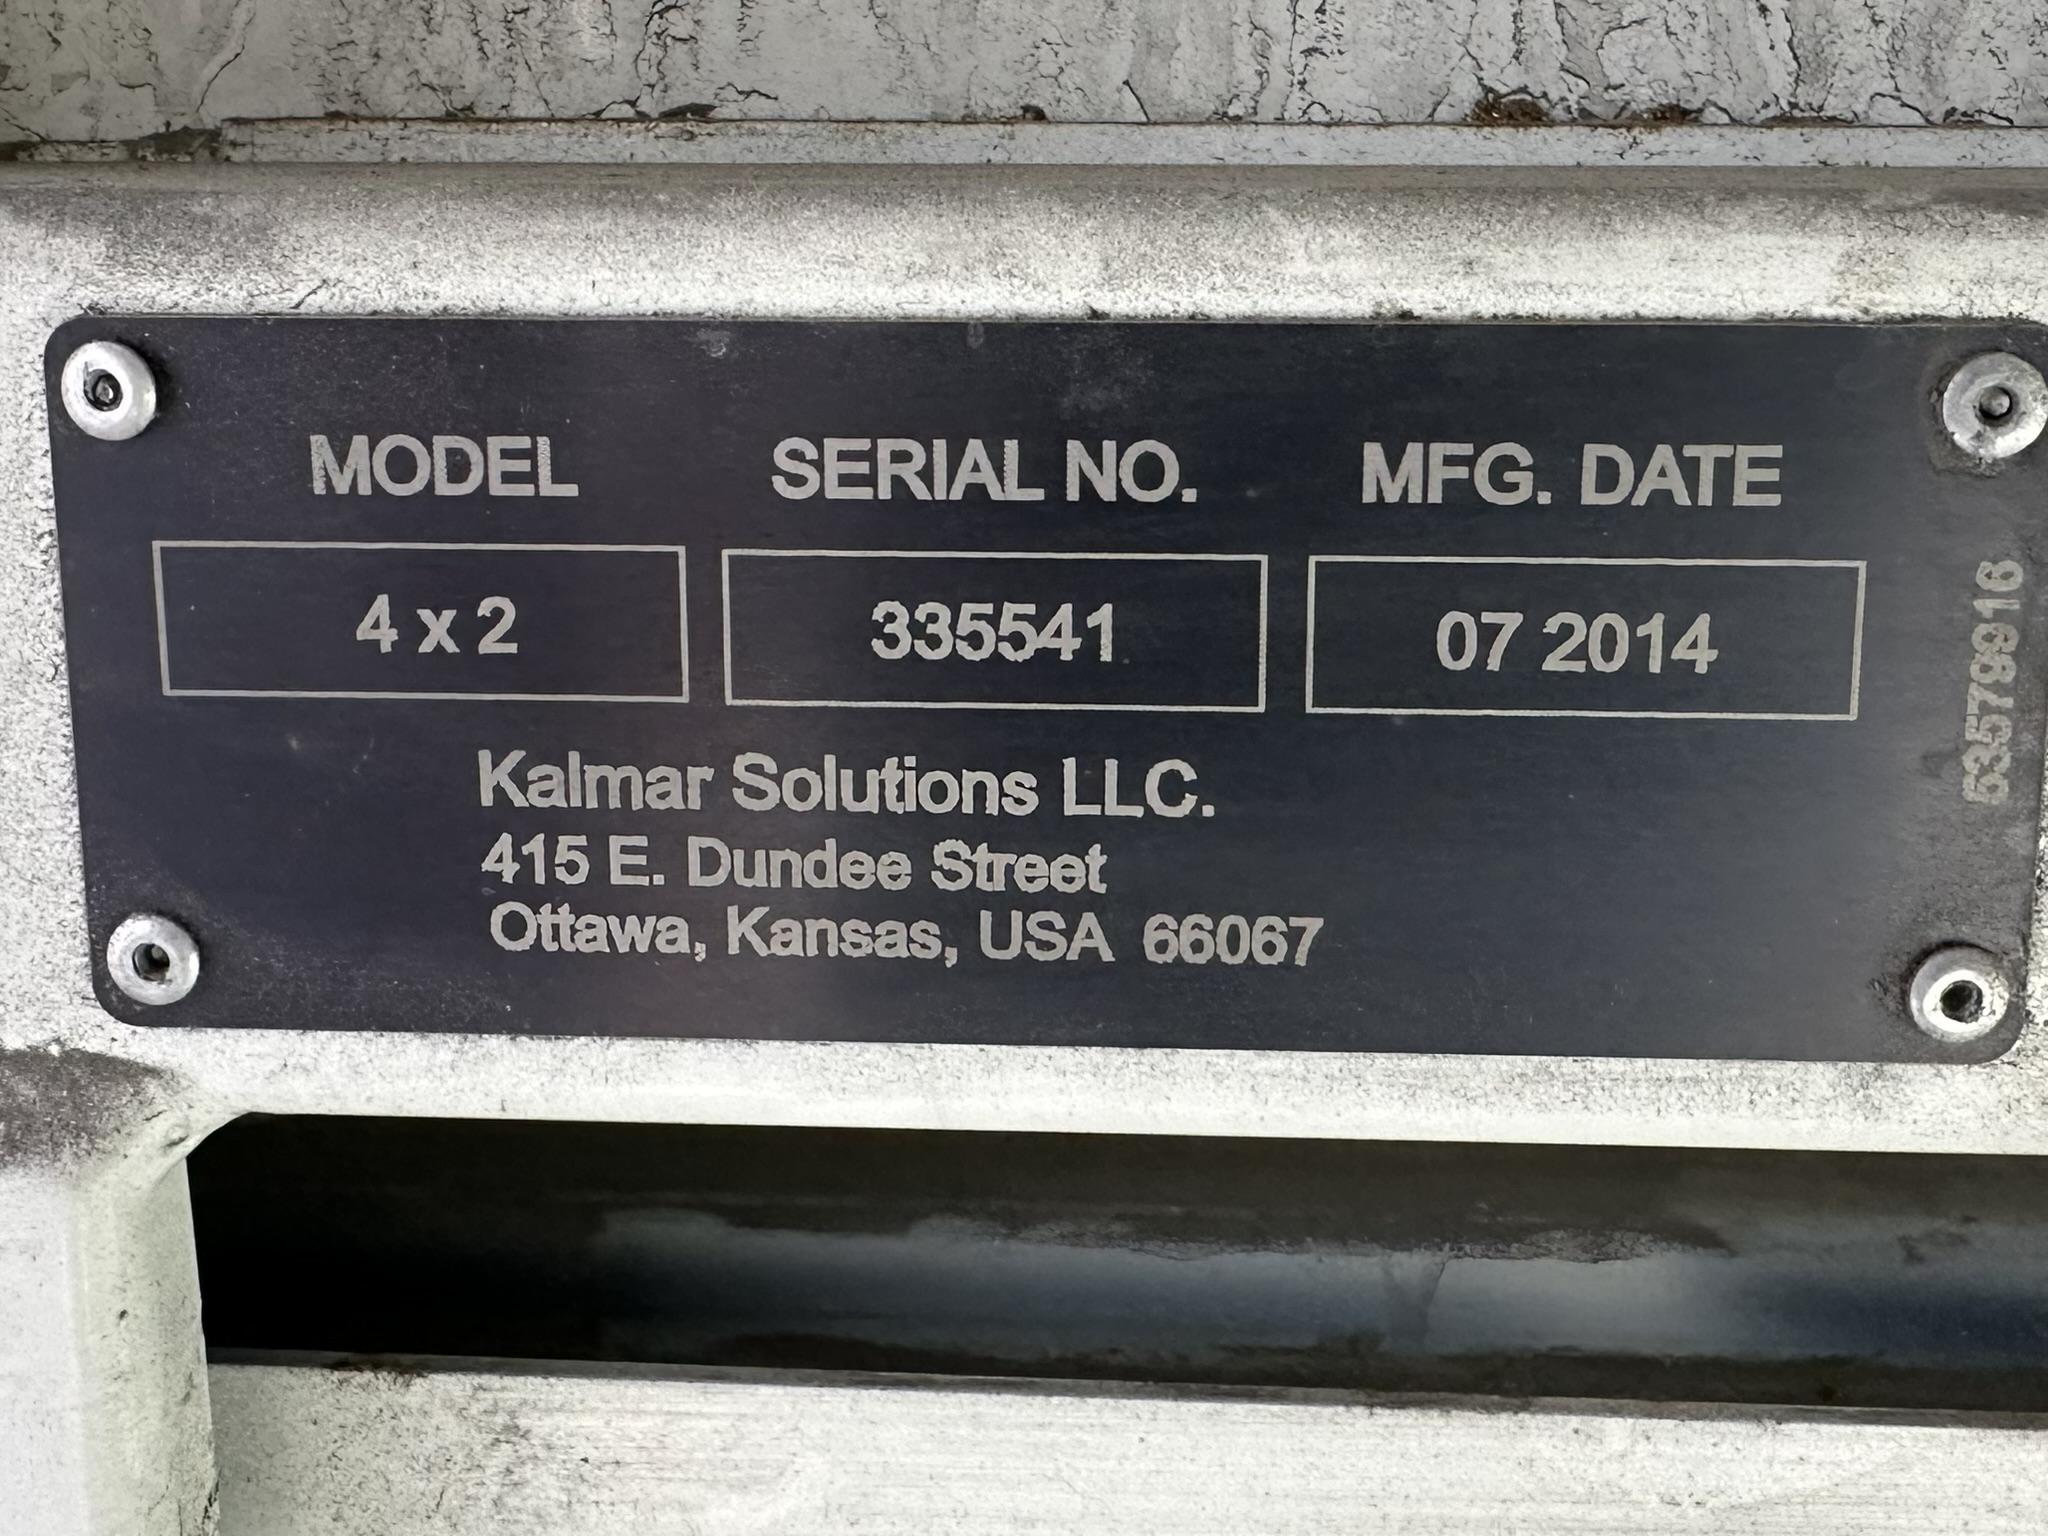 MODEL SERIAL NO. MFG. DATE
4 x 2 335541 07 2014
Kalmar Solutions LLC.
415 E. Dundee Street
Ottawa, Kansas, USA 66067
53579916